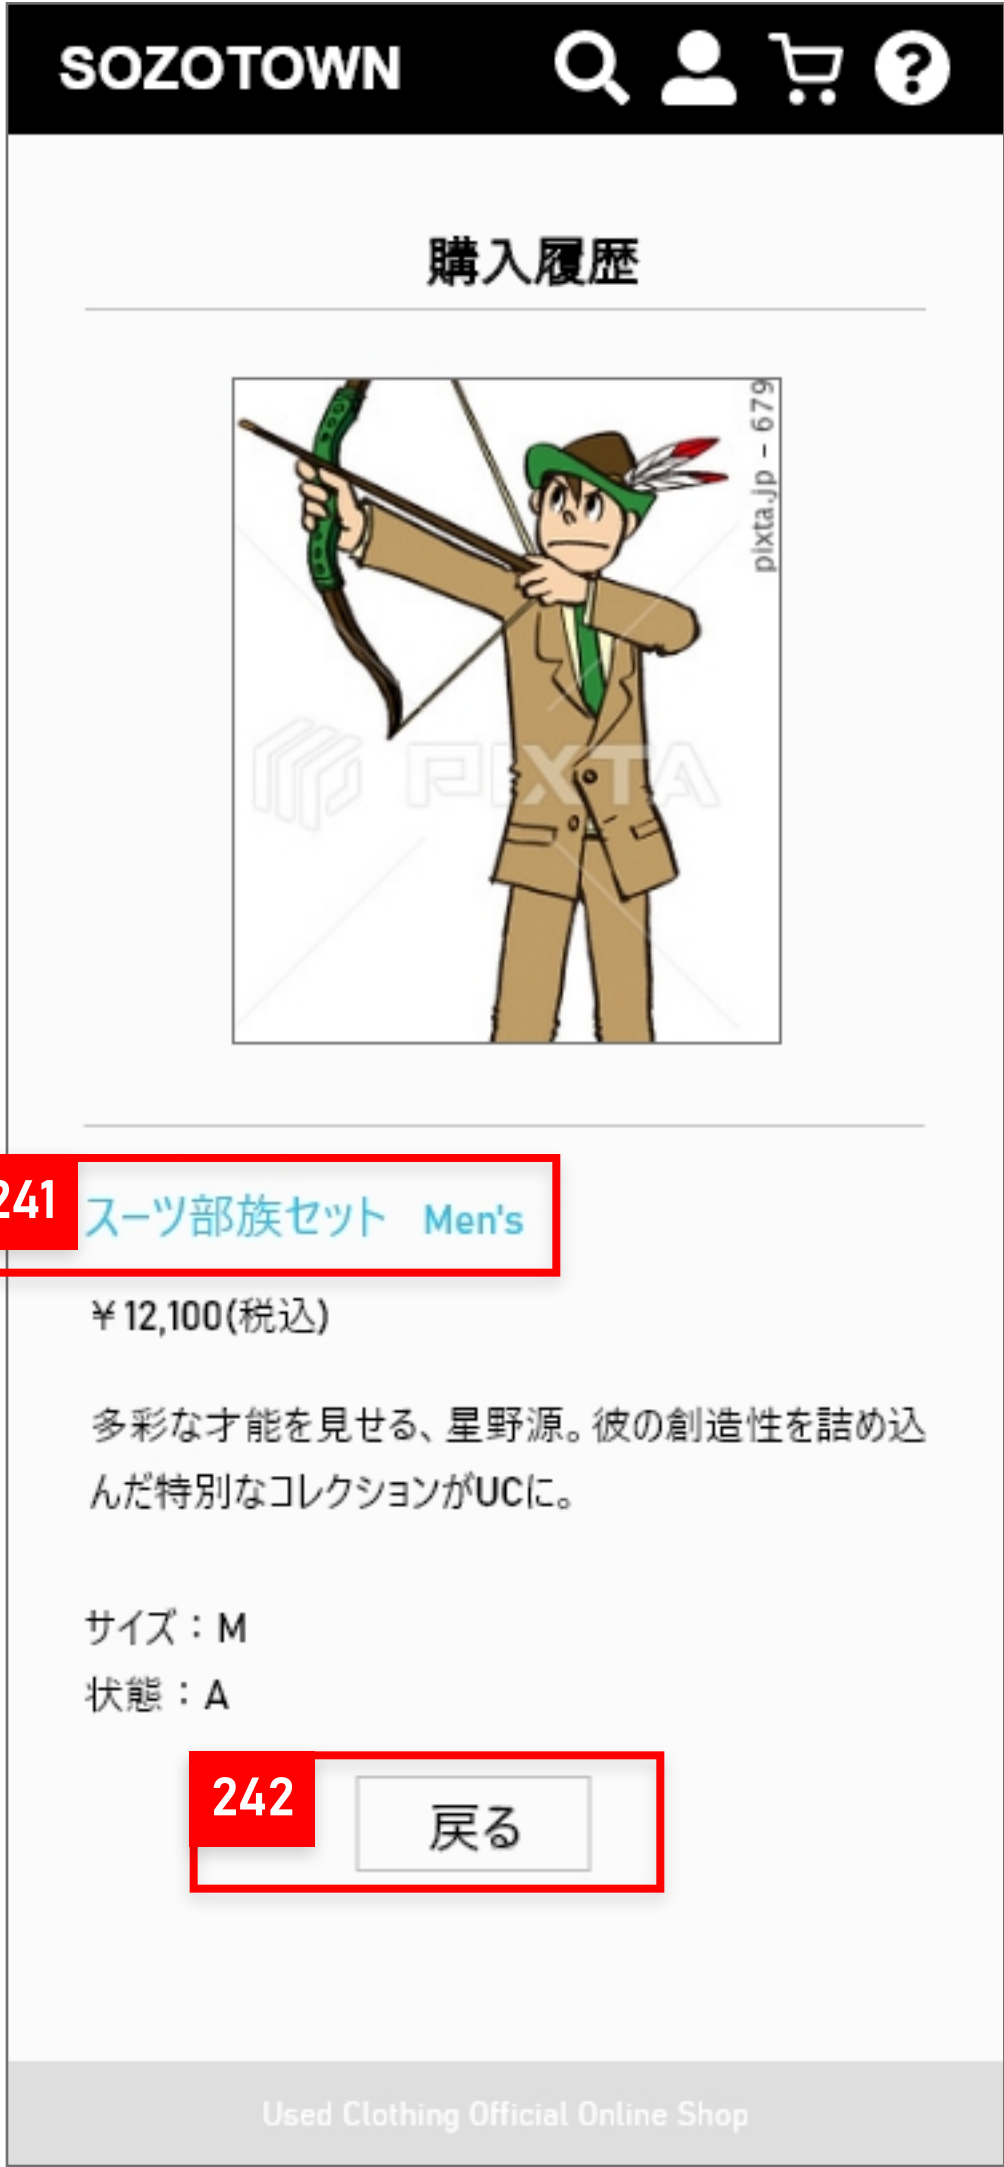 SOZOTOWN
購入履歴
pixta.jp - 679
PIXTA
241
スーツ部族セット Men's
￥12,100(税込)
多彩な才能を見せる、星野源。彼の創造性を詰め込
んだ特別なコレクションがUCに。
サイズ：M
状態：A
242
戻る
Used Clothing Official Online Shop